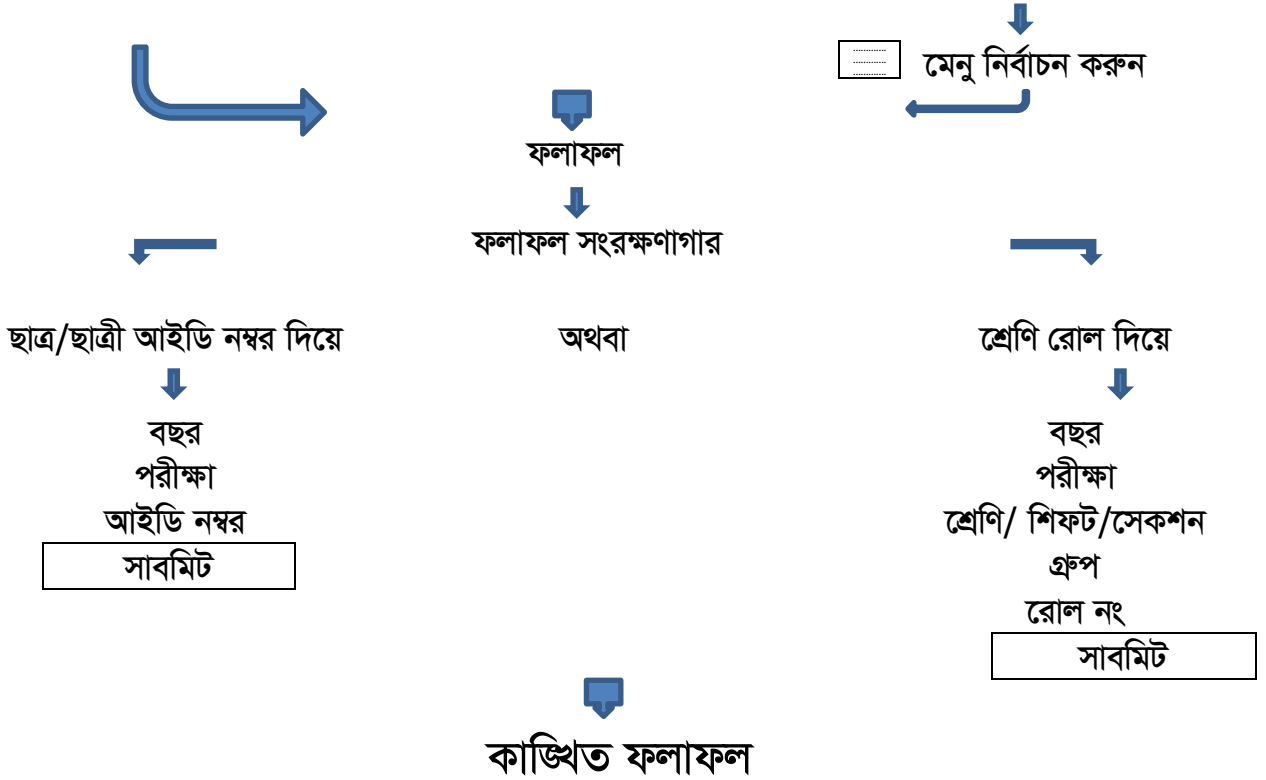 মেনু নির্বাচন করুন
ফলাফল
ফলাফল সংরক্ষণাগার
ছাত্র/ছাত্রী আইডি নম্বর দিয়ে
অথবা
শ্রেণি রোল দিয়ে
বছর
পরীক্ষা
আইডি নম্বর
সাবমিট
বছর
পরীক্ষা
শ্রেণি/ শিফট/সেকশন
গ্রুপ
রোল নং
সাবমিট
কাঙ্খিত ফলাফল